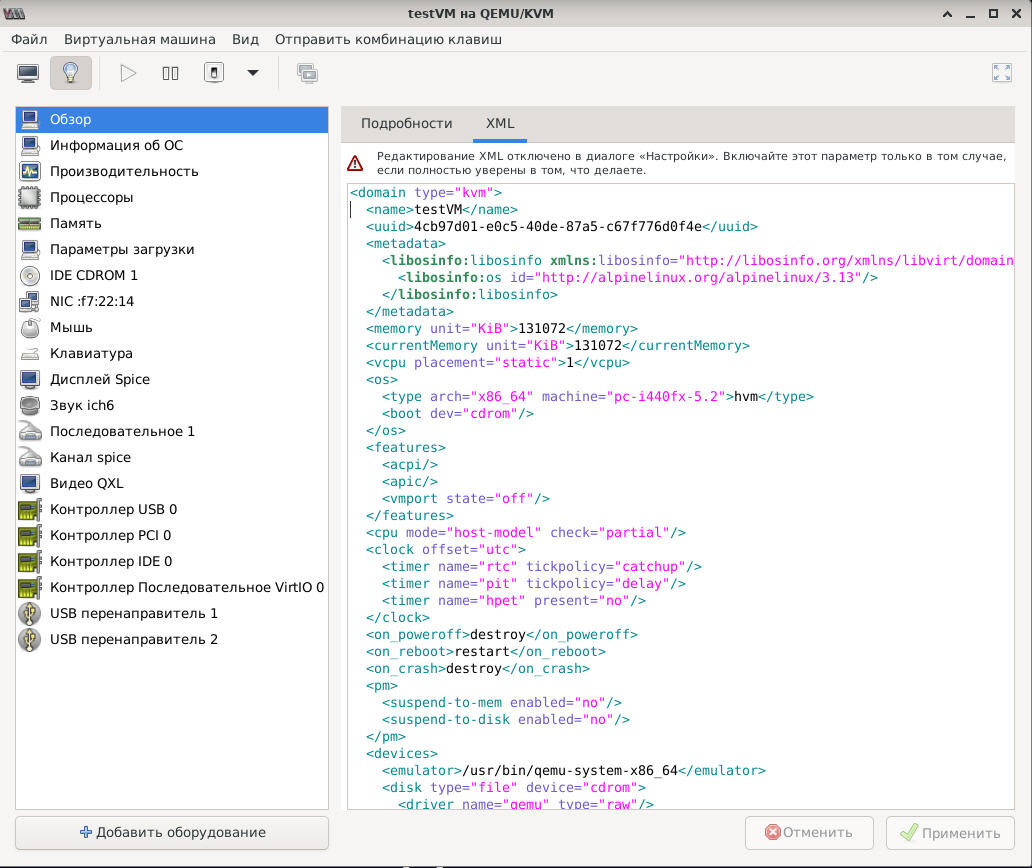 testVM на QEMU/KVM
Файл Виртуальная машина Вид Отправить комбинацию клавиш
Обзор
Информация об ОС
Производительность
Процессоры
Память
Параметры загрузки
IDE CDROM 1
NIC :f7:22:14
Мышь
Клавиатура
Дисплей Spice
Звук ich6
Последовательное 1
Канал spice
Видео QXL
Контроллер USB 0
Контроллер PCI 0
Контроллер IDE 0
Контроллер Последовательное VirtIO 0
USB перенаправитель 1
USB перенаправитель 2
Добавить оборудование
Подробности XML
Редактирование XML отключено в диалоге «Настройки». Включайте этот параметр только в том случае,
если полностью уверены в том, что делаете.
<domain type="kvm">
  <name>testVM</name>
  <uuid>4cb97d01-e0c5-40de-87a5-c67f776d0f4e</uuid>
  <metadata>
    <libosinfo:libosinfo xmlns:libosinfo="http://libosinfo.org/xmlns/libvirt/domain
      <libosinfo:os id="http://alpinelinux.org/alpinelinux/3.13"/>
    </libosinfo:libosinfo>
  </metadata>
  <memory unit="KiB">131072</memory>
  <currentMemory unit="KiB">131072</currentMemory>
  <vcpu placement="static">1</vcpu>
  <os>
    <type arch="x86_64" machine="pc-i440fx-5.2">hvm</type>
    <boot dev="cdrom"/>
  </os>
  <features>
    <acpi/>
    <apic/>
    <vmport state="off"/>
  </features>
  <cpu mode="host-model" check="partial"/>
  <clock offset="utc">
    <timer name="rtc" tickpolicy="catchup"/>
    <timer name="pit" tickpolicy="delay"/>
    <timer name="hpet" present="no"/>
  </clock>
  <on_poweroff>destroy</on_poweroff>
  <on_reboot>restart</on_reboot>
  <on_crash>destroy</on_crash>
  <pm>
    <suspend-to-mem enabled="no"/>
    <suspend-to-disk enabled="no"/>
  </pm>
  <devices>
    <emulator>/usr/bin/qemu-system-x86_64</emulator>
    <disk type="file" device="cdrom">
      <driver name="qemu" type="raw"/>
Отменить Применить